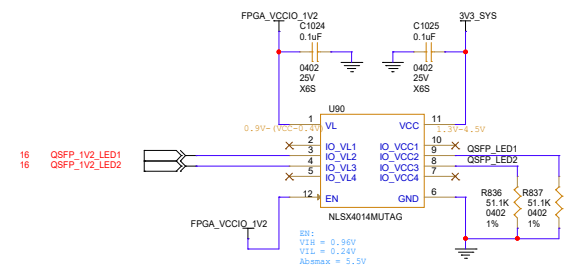 FPGA_VCCIO_1V2
3V3_SYS
C1024
0.1uF
0402
25V
X6S
C1025
0.1uF
0402
25V
X6S
U90
1
VL
VCC
11
0.9V-(VCC-0.4V)
1.3V-4.5V
2
IO_VL1
IO_VCC1
10
16
QSFP_1V2_LED1
3
IO_VL2
IO_VCC2
9
QSFP_LED1
16
QSFP_1V2_LED2
4
IO_VL3
IO_VCC3
8
QSFP_LED2
5
IO_VL4
IO_VCC4
7
12
EN
GND
6
NLSX4014MUTAG
R836
51.1K
0402
1%
R837
51.1K
0402
1%
FPGA_VCCIO_1V2
EN:
VIH = 0.96V
VIL = 0.24V
Absmax = 5.5V